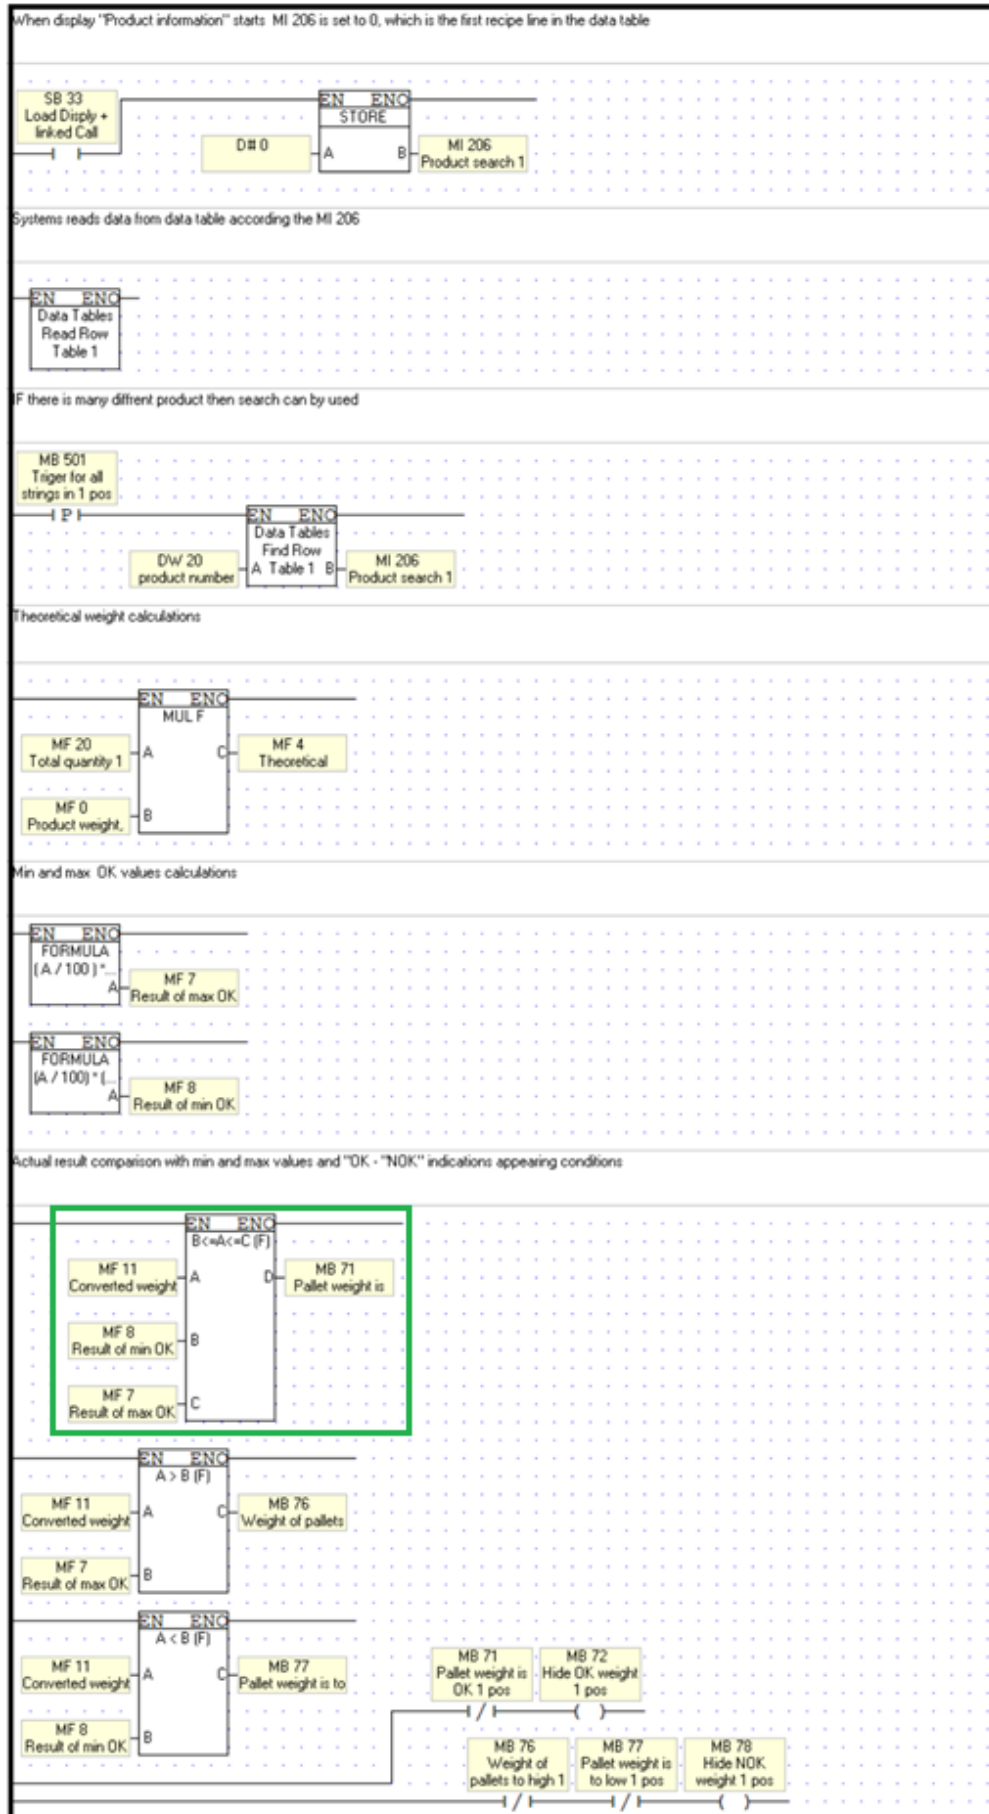 When display "Product information" starts MI 206 is set to 0, which is the first recipe line in the data table
SB 33
Load Disply +
linked Call
EN ENO
STORE
D# 0
A
B
MI 206
Product search 1
Systems reads data from data table according the MI 206
EN ENO
Data Tables
Read Row
Table 1
IF there is many diffrent product then search can by used
MB 501
Triger for all
strings in 1 pos
P
EN ENO
Data Tables
Find Row
Table 1
DW 20
product number
A
B
MI 206
Product search 1
Theoretical weight calculations
EN ENO
MUL F
MF 20
Total quantity 1
A
C
MF 4
Theoretical
MF 0
Product weight,
B
Min and max OK values calculations
EN ENO
FORMULA
( A / 100 ) *...
A
MF 7
Result of max OK
EN ENO
FORMULA
(A / 100) * (...
A
MF 8
Result of min OK
Actual result comparison with min and max values and "OK - "NOK" indications appearing conditions
EN ENO
B<=A<=C (F)
MF 11
Converted weight
A
D
MB 71
Pallet weight is
MF 8
Result of min OK
B
MF 7
Result of max OK
C
EN ENO
A > B (F)
MF 11
Converted weight
A
C
MB 76
Weight of pallets
MF 7
Result of max OK
B
EN ENO
A < B (F)
MF 11
Converted weight
A
C
MB 77
Pallet weight is to
MF 8
Result of min OK
B
MB 71
Pallet weight is
OK 1 pos
MB 72
Hide OK weight
1 pos
MB 76
Weight of
pallets to high 1
MB 77
Pallet weight is
to low 1 pos
MB 78
Hide NOK
weight 1 pos